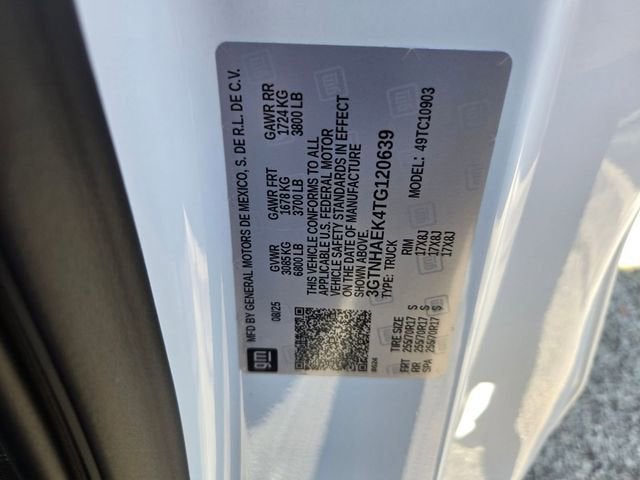 MFD BY GENERAL MOTORS DE MEXICO, S. DE R.L. DE C.V.
08/25
GVWR GAWR FRT GAWR RR
3085 KG 1678 KG 1724 KG
6800 LB 3700 LB 3800 LB
THIS VEHICLE CONFORMS TO ALL
APPLICABLE U.S. FEDERAL MOTOR
VEHICLE SAFETY STANDARDS IN EFFECT
ON THE DATE OF MANUFACTURE
SHOWN ABOVE.
3GTNHAEK4TG120639
TYPE: TRUCK MODEL: 49TC10903
TIRE SIZE RIM
FRT 255/70R17 S 17X8J
RR 255/70R17 S 17X8J
SPA 255/70R17 S 17X8J
gm